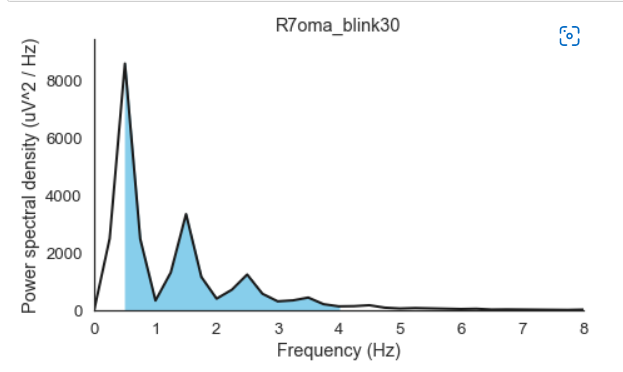 R7oma_blink30
Power spectral density (uV^2 / Hz)
8000
6000
4000
2000
0
0 1 2 3 4 5 6 7 8
Frequency (Hz)